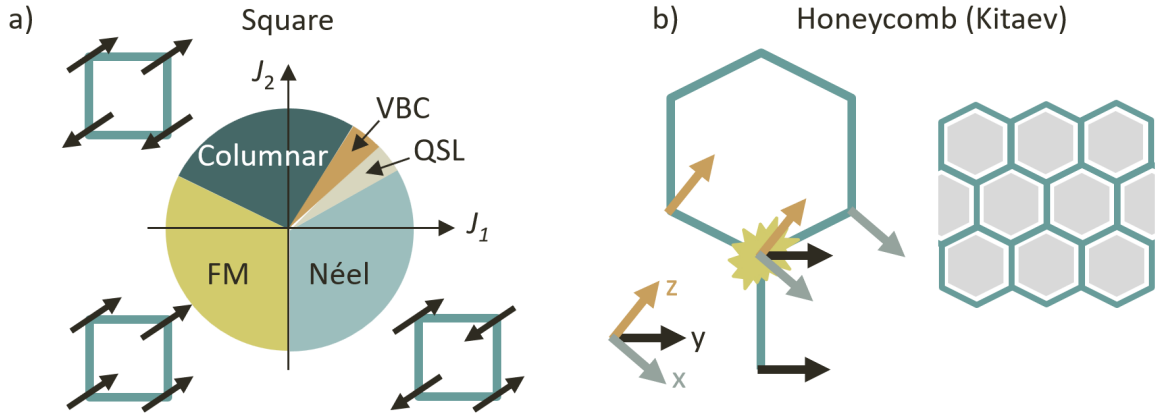 a)
Square
J2
VBC
QSL
Columnar
J1
FM
Néel
b)
Honeycomb (Kitaev)
z
y
x